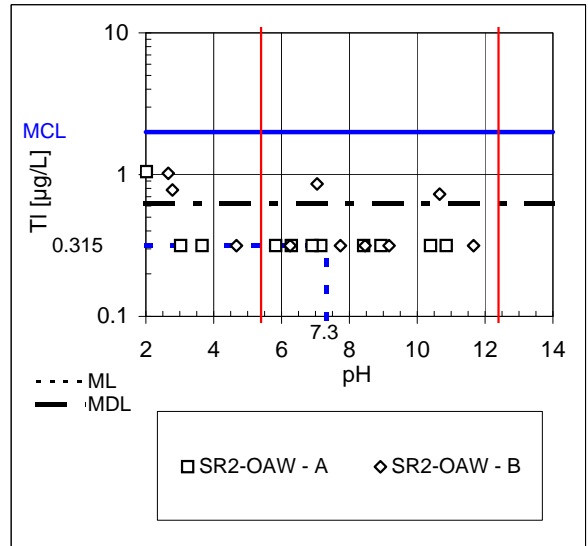 10
MCL
1
Tl [µg/L]
0.315
0.1
7.3
2 4 6 8 10 12 14
pH
ML
MDL
SR2-OAW - A SR2-OAW - B